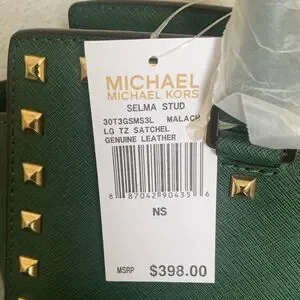 MICHAEL
MICHAEL KORS
SELMA STUD
30T3GSMS3L MALACH
LG TZ SATCHEL
GENUINE LEATHER
8 87042 90435 6
NS
MSRP $398.00